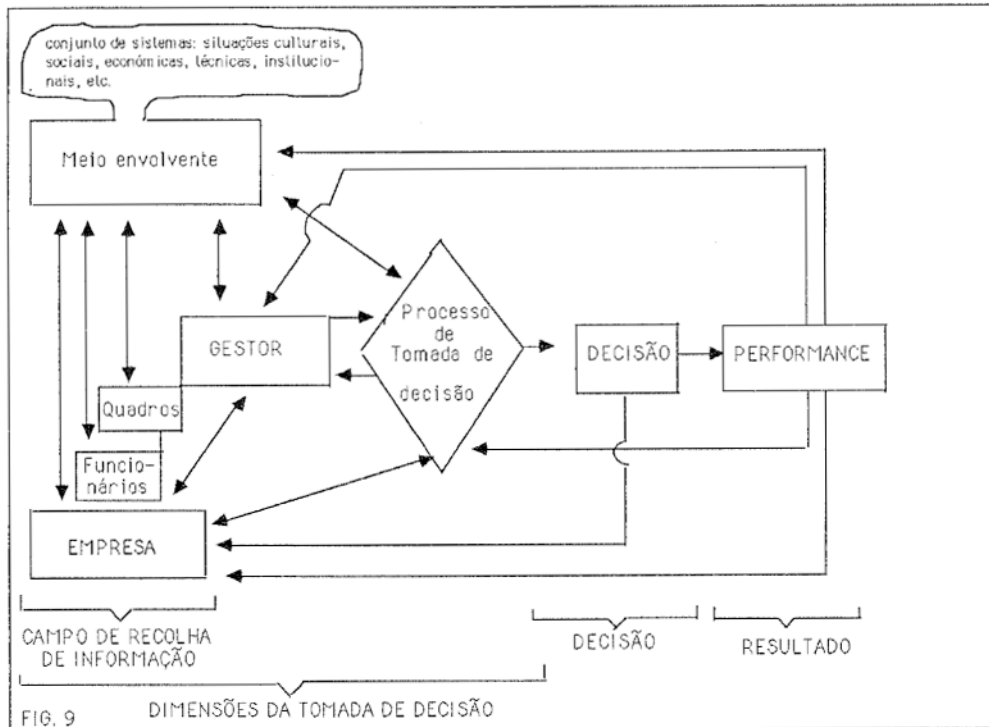 conjunto de sistemas: situações culturais,
sociais, económicas, técnicas, institucio-
nais, etc.
Meio envolvente
GESTOR
Processo
de
Tomada de
decisão
DECISÃO
PERFORMANCE
Quadros
Funcio-
nários
EMPRESA
CAMPO DE RECOLHA
DE INFORMAÇÃO
DECISÃO
RESULTADO
DIMENSÕES DA TOMADA DE DECISÃO
FIG. 9